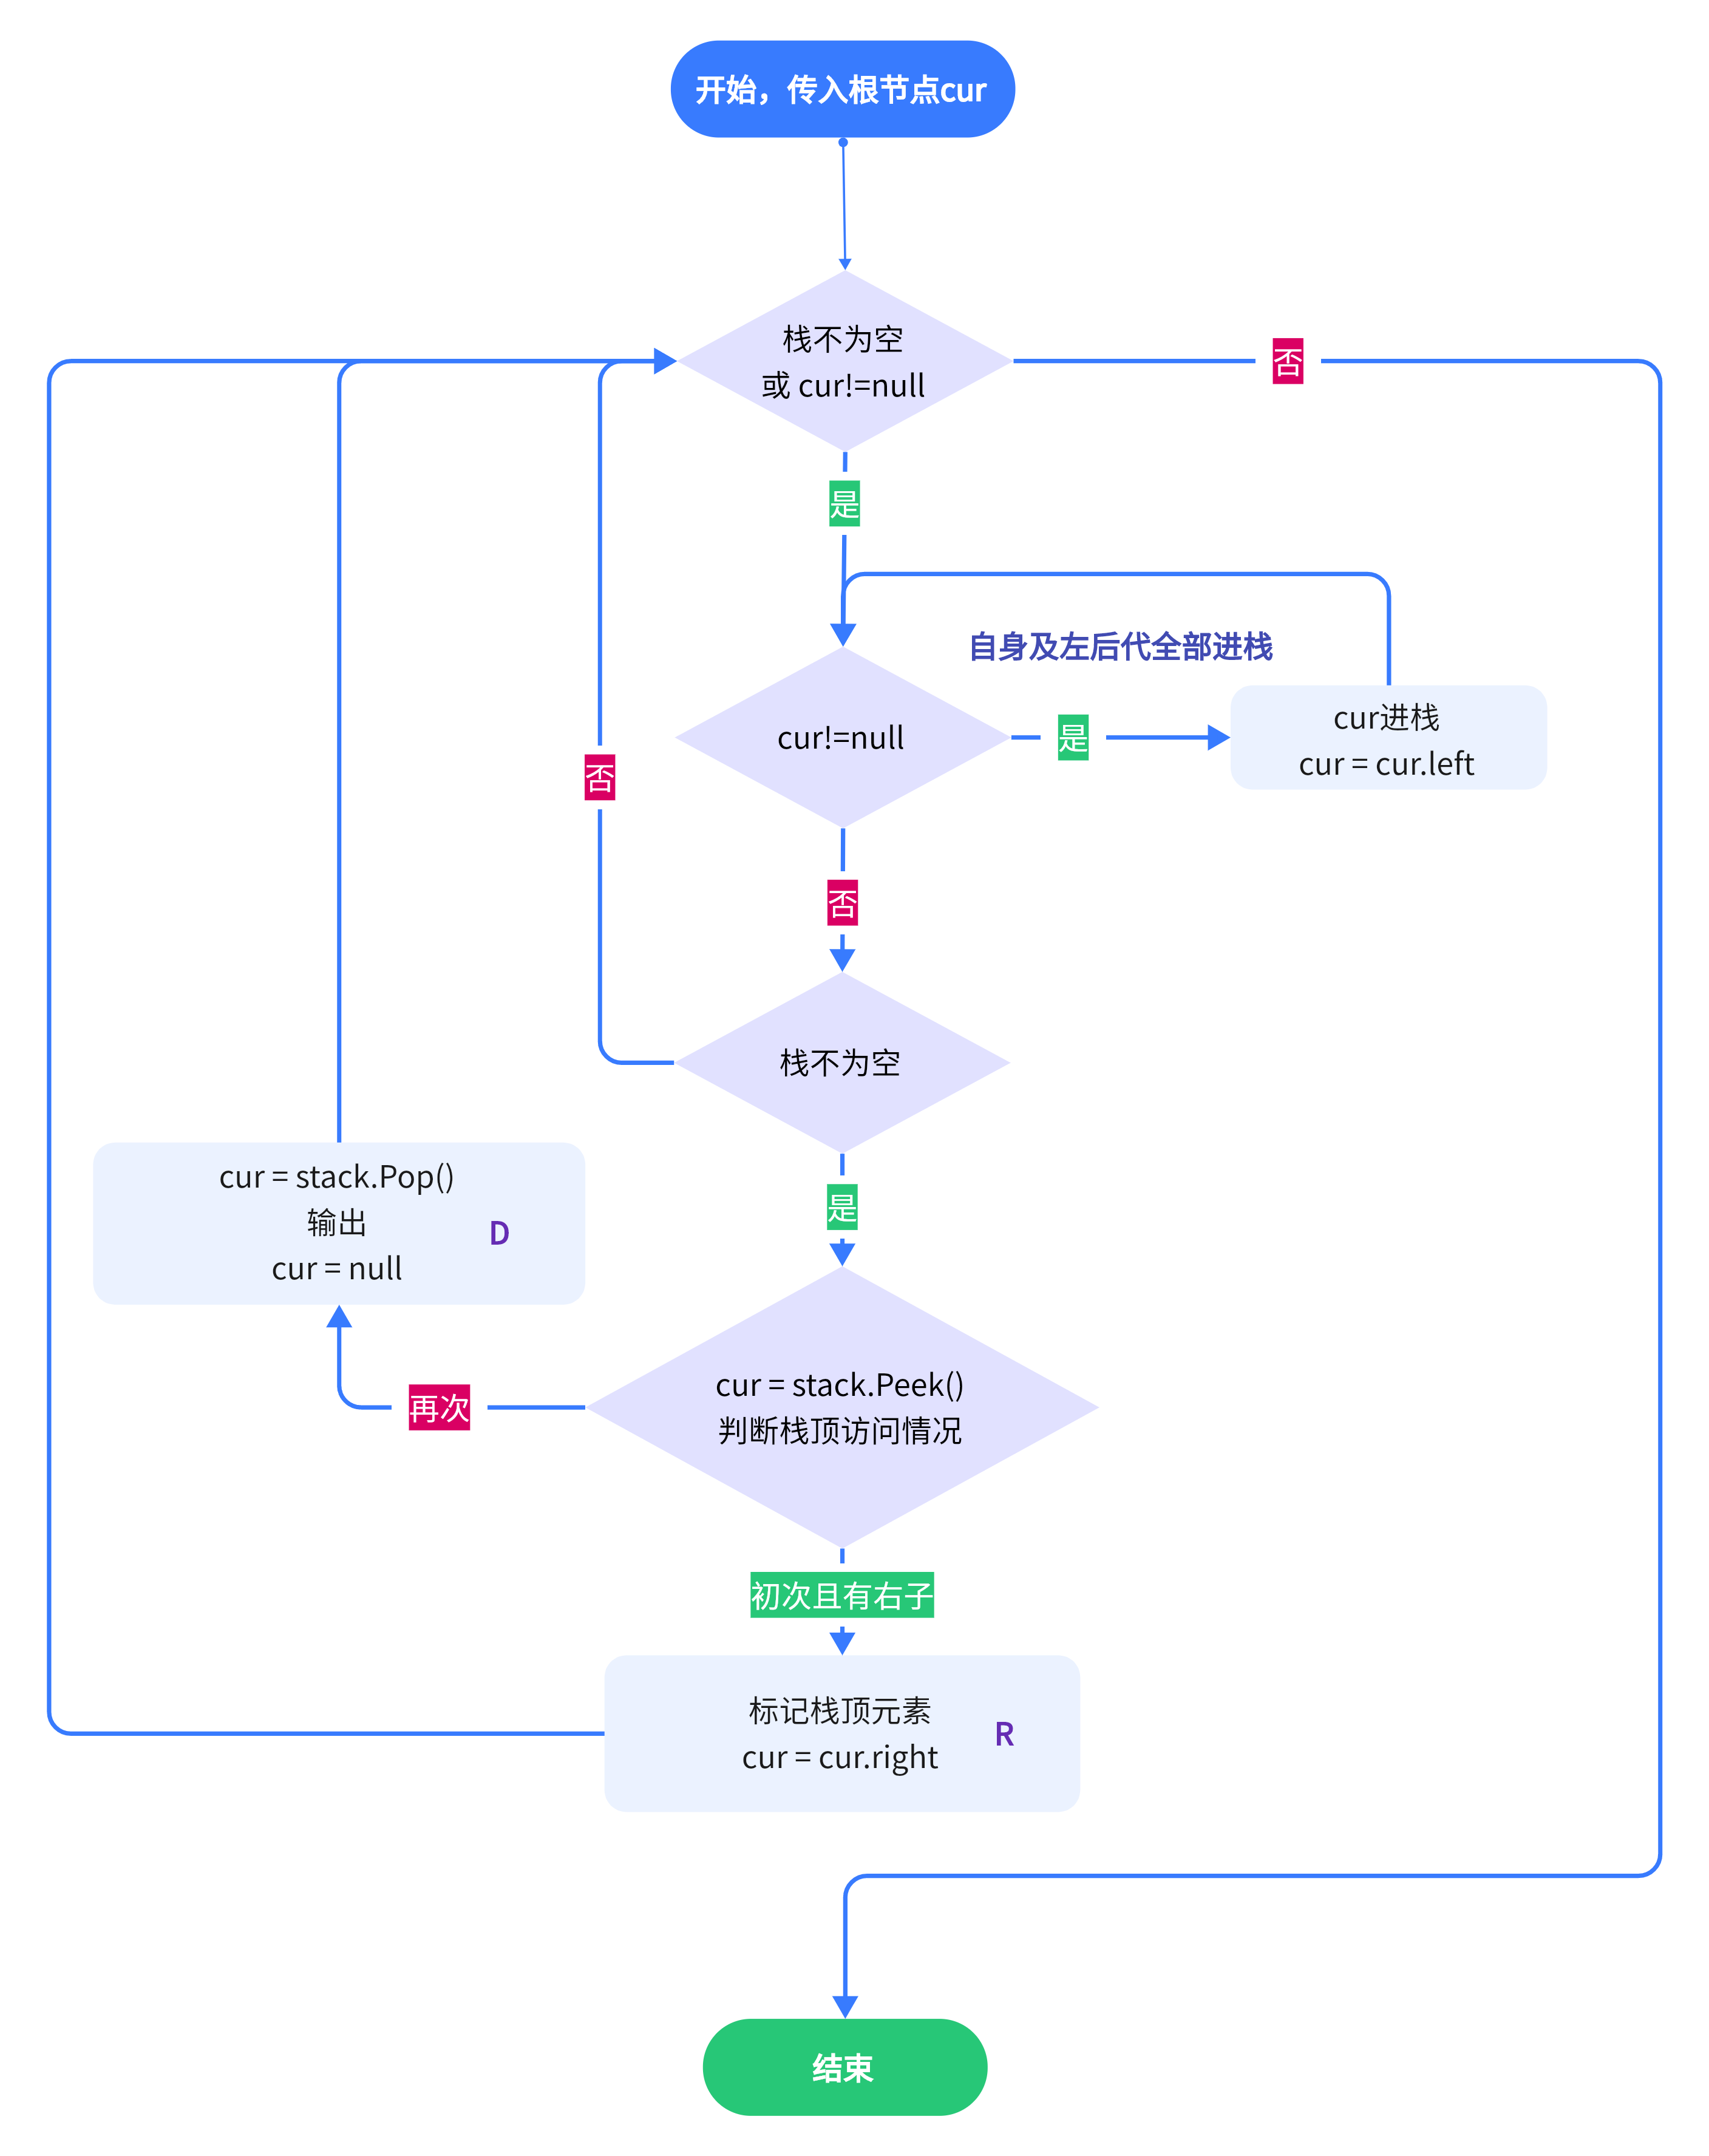 开始，传入根节点cur
栈不为空
或 cur!=null
否
是
自身及左后代全部进栈
cur!=null
是
cur进栈
cur = cur.left
否
否
栈不为空
是
cur = stack.Pop()
输出
D
cur = null
cur = stack.Peek()
判断栈顶访问情况
再次
初次且有右子
标记栈顶元素
R
cur = cur.right
结束